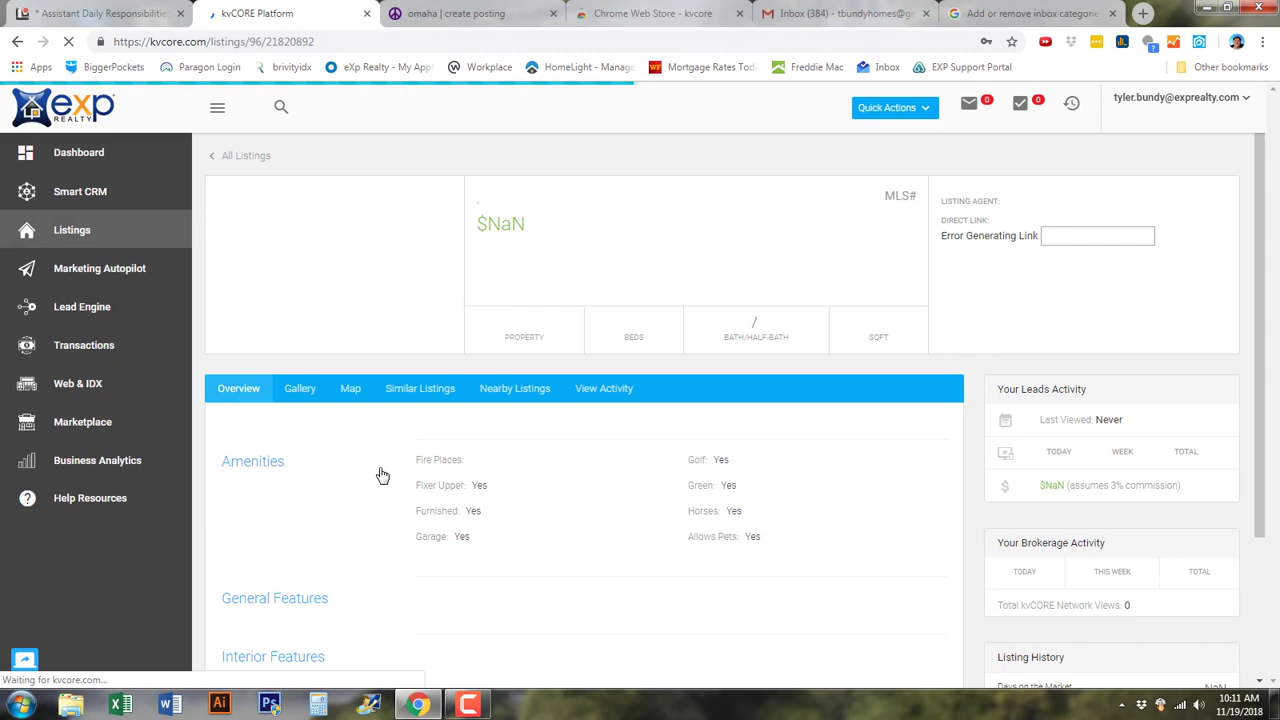 * Assistant Daily Responsibilities
kvCORE Platform
omaha | create posting
Chrome Web Store - kvcore
Inbox (384) - tbundyhomes@g
Add or remove inbox categorie
https://kvcore.com/listings/96/21820892
Apps
BiggerPockets
Paragon Login
brivityidx
eXp Realty - My App
Workplace
HomeLight - Manage
Mortgage Rates Toda
Freddie Mac
Inbox
EXP Support Portal
Other bookmarks
exp
REALTY
Quick Actions
0
0
tyler.bundy@exprealty.com
Dashboard
Smart CRM
Listings
Marketing Autopilot
Lead Engine
Transactions
Web & IDX
Marketplace
Business Analytics
Help Resources
All Listings
,
$NaN
MLS#
PROPERTY
BEDS
/
BATH/HALF-BATH
SQFT
LISTING AGENT:
DIRECT LINK:
Error Generating Link
Overview
Gallery
Map
Similar Listings
Nearby Listings
View Activity
Amenities
Fire Places:
Golf: Yes
Fixer Upper: Yes
Green: Yes
Furnished: Yes
Horses: Yes
Garage: Yes
Allows Pets: Yes
General Features
Interior Features
Your Leads Activity
Last Viewed: Never
TODAY
WEEK
TOTAL
$NaN (assumes 3% commission)
Your Brokerage Activity
TODAY
THIS WEEK
TOTAL
Total kvCORE Network Views: 0
Listing History
Days on the Market
NaN
Waiting for kvcore.com...
10:11 AM
11/19/2018